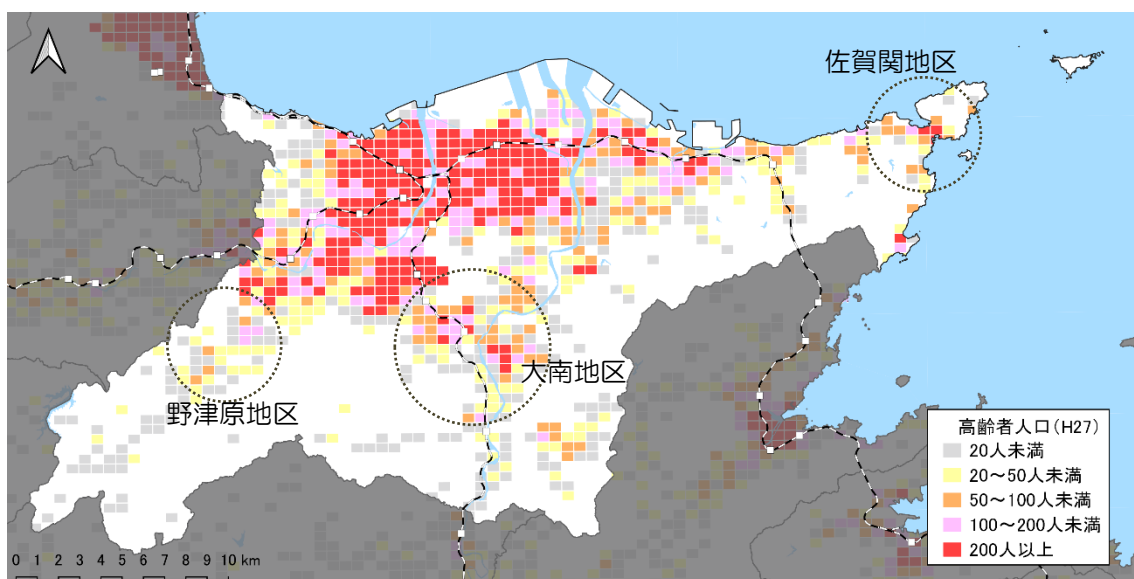 佐賀関地区
大南地区
野津原地区
高齢者人口(H27)
20人未満
20~50人未満
50~100人未満
100~200人未満
200人以上
0 1 2 3 4 5 6 7 8 9 10 km